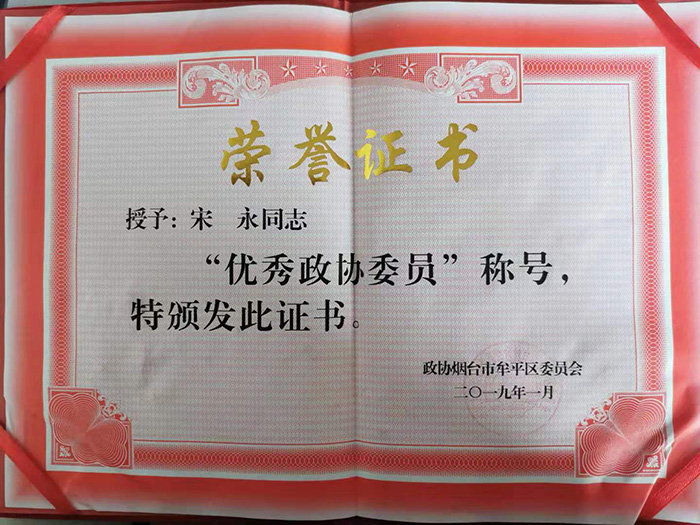 荣誉证书
授予：宋　永同志
“优秀政协委员”称号，
特颁发此证书。
政协烟台市牟平区委员会
二〇一九年一月